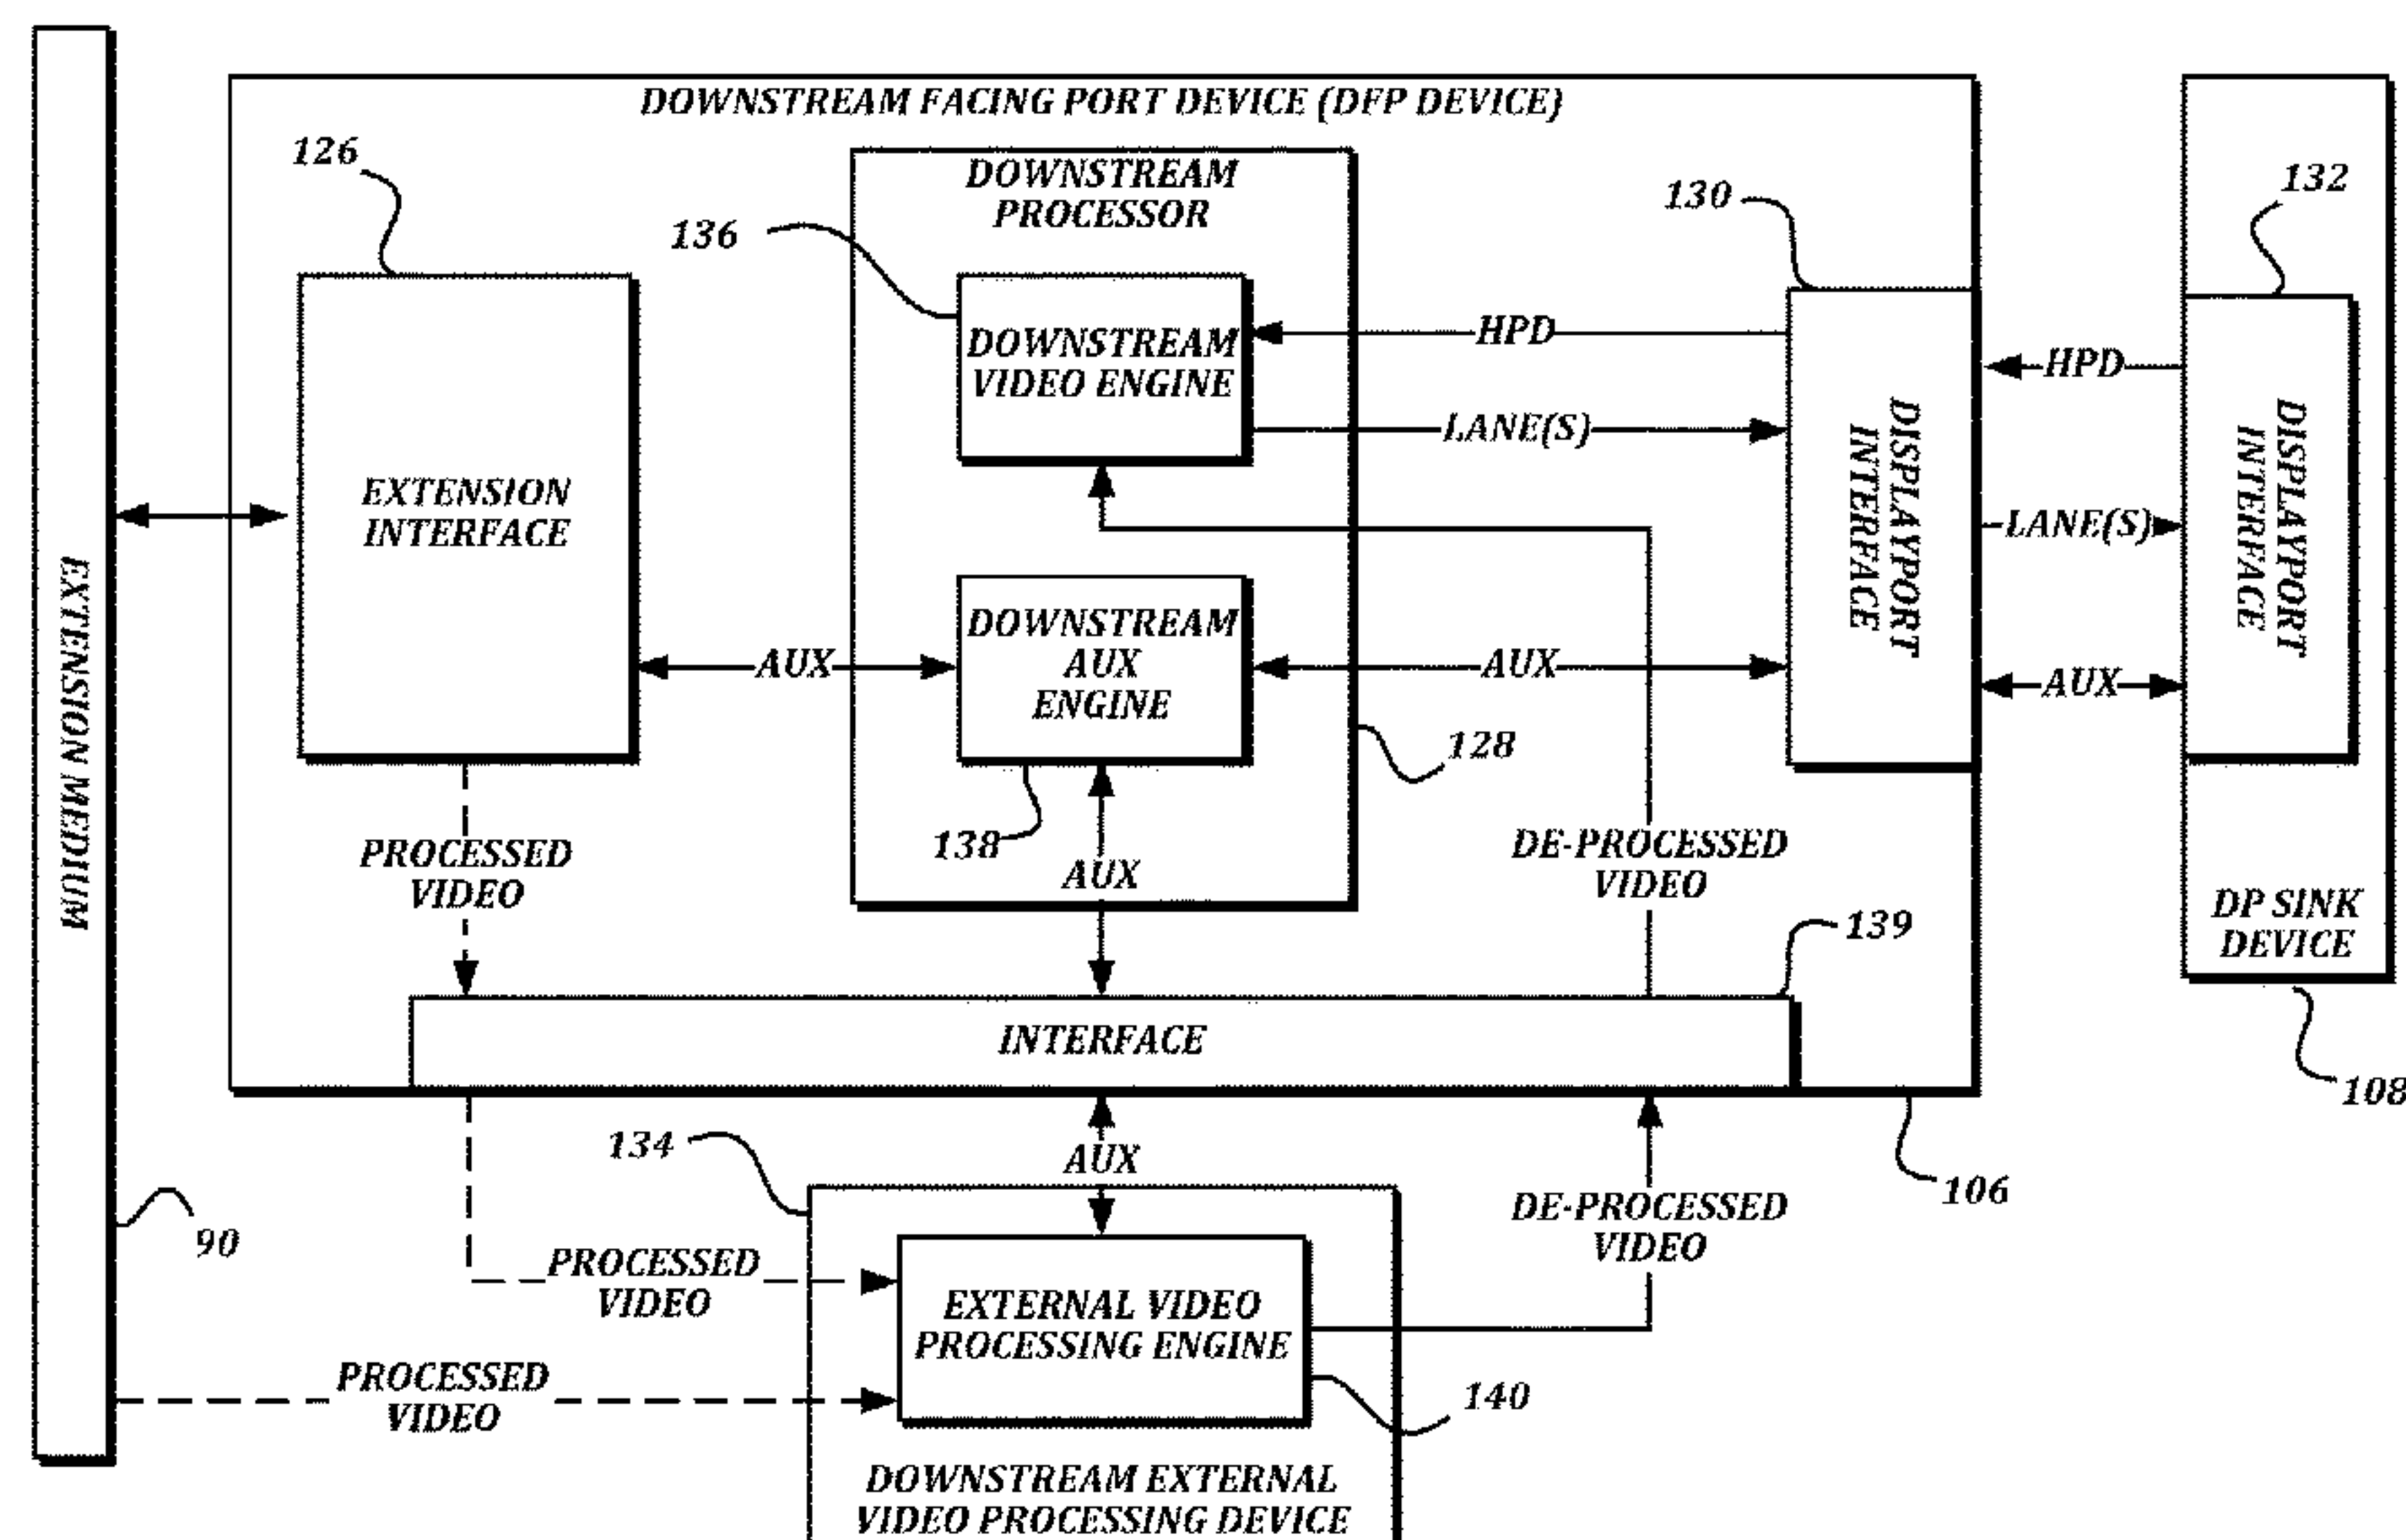 DOWNSTREAM FACING PORT DEVICE (DFP DEVICE)
126
DOWNSTREAM
PROCESSOR
136
130
132
DOWNSTREAM
VIDEO ENGINE
HPD
HPD
LANE(S)
LANE(S)
EXTENSION
INTERFACE
DISPLAYPORT
INTERFACE
DISPLAYPORT
INTERFACE
EXTENSION MEDIUM
DOWNSTREAM
AUX
ENGINE
AUX
AUX
AUX
128
138
PROCESSED
VIDEO
AUX
DE-PROCESSED
VIDEO
139
DP SINK
DEVICE
INTERFACE
108
134
AUX
106
90
PROCESSED
VIDEO
DE-PROCESSED
VIDEO
EXTERNAL VIDEO
PROCESSING ENGINE
PROCESSED
VIDEO
140
DOWNSTREAM EXTERNAL
VIDEO PROCESSING DEVICE